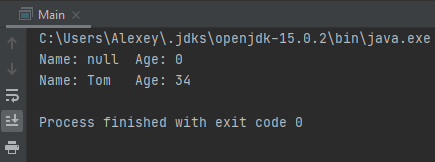 Main
C:\Users\Alexey\.jdks\openjdk-15.0.2\bin\java.exe
Name: null  Age: 0
Name: Tom   Age: 34
Process finished with exit code 0